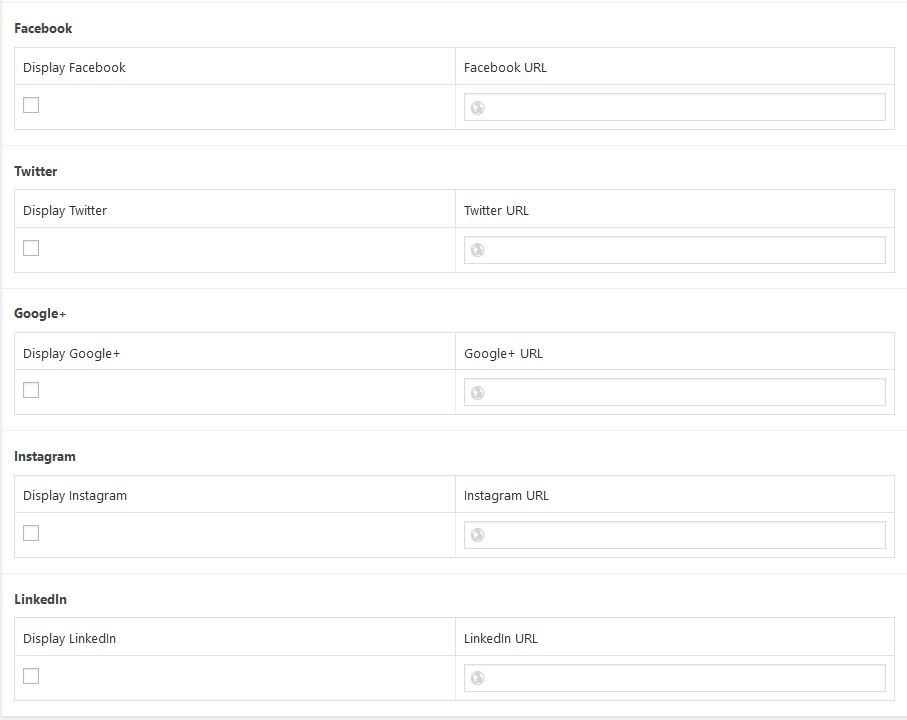 Facebook
Display Facebook Facebook URL
Twitter
Display Twitter Twitter URL
Google+
Display Google+ Google+ URL
Instagram
Display Instagram Instagram URL
LinkedIn
Display LinkedIn LinkedIn URL